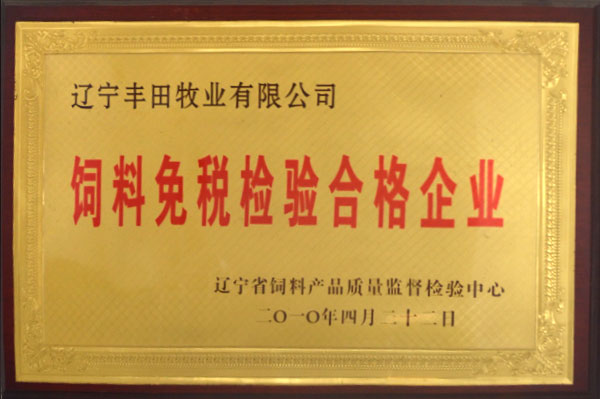 辽宁丰田牧业有限公司
饲料免税检验合格企业
辽宁省饲料产品质量监督检验中心
二〇一〇年四月二十二日